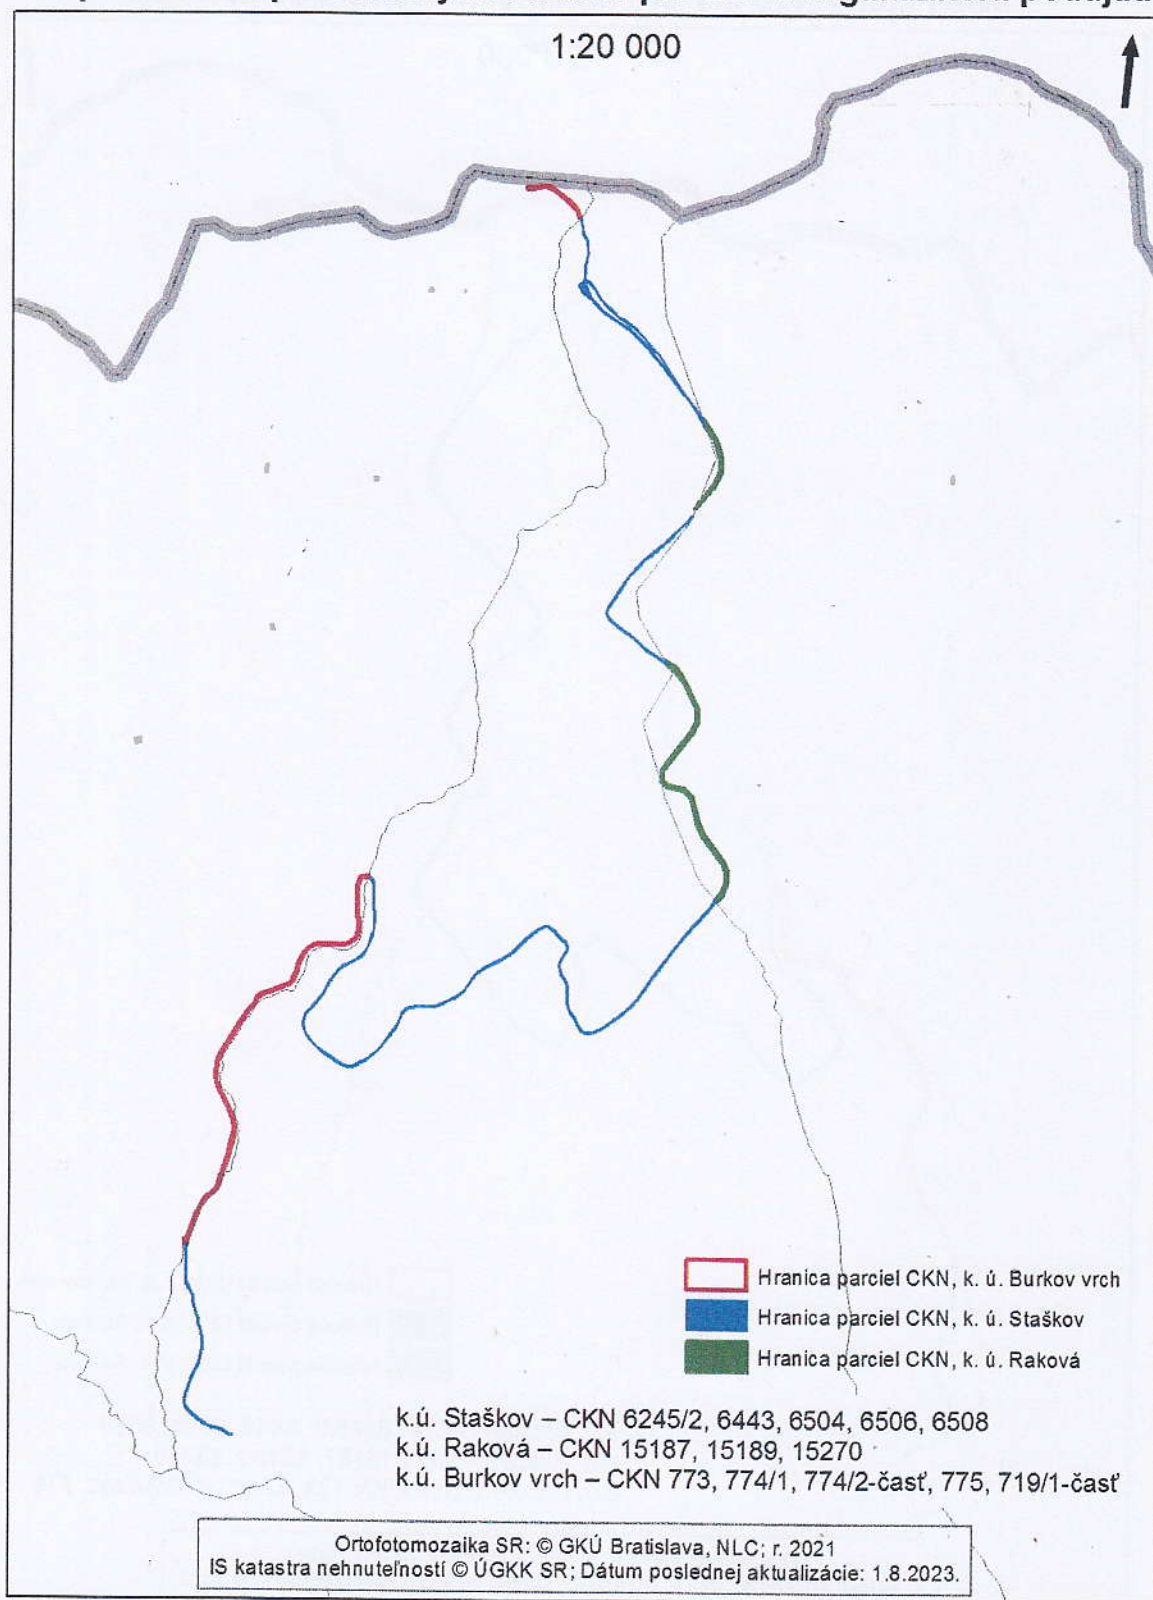 1:20 000
Hranica parciel CKN, k. ú. Burkov vrch
Hranica parciel CKN, k. ú. Staškov
Hranica parciel CKN, k. ú. Raková
k.ú. Staškov – CKN 6245/2, 6443, 6504, 6506, 6508
k.ú. Raková – CKN 15187, 15189, 15270
k.ú. Burkov vrch – CKN 773, 774/1, 774/2-časť, 775, 719/1-časť
Ortofotomozaika SR: © GKÚ Bratislava, NLC; r. 2021
IS katastra nehnuteľností © ÚGKK SR; Dátum poslednej aktualizácie: 1.8.2023.